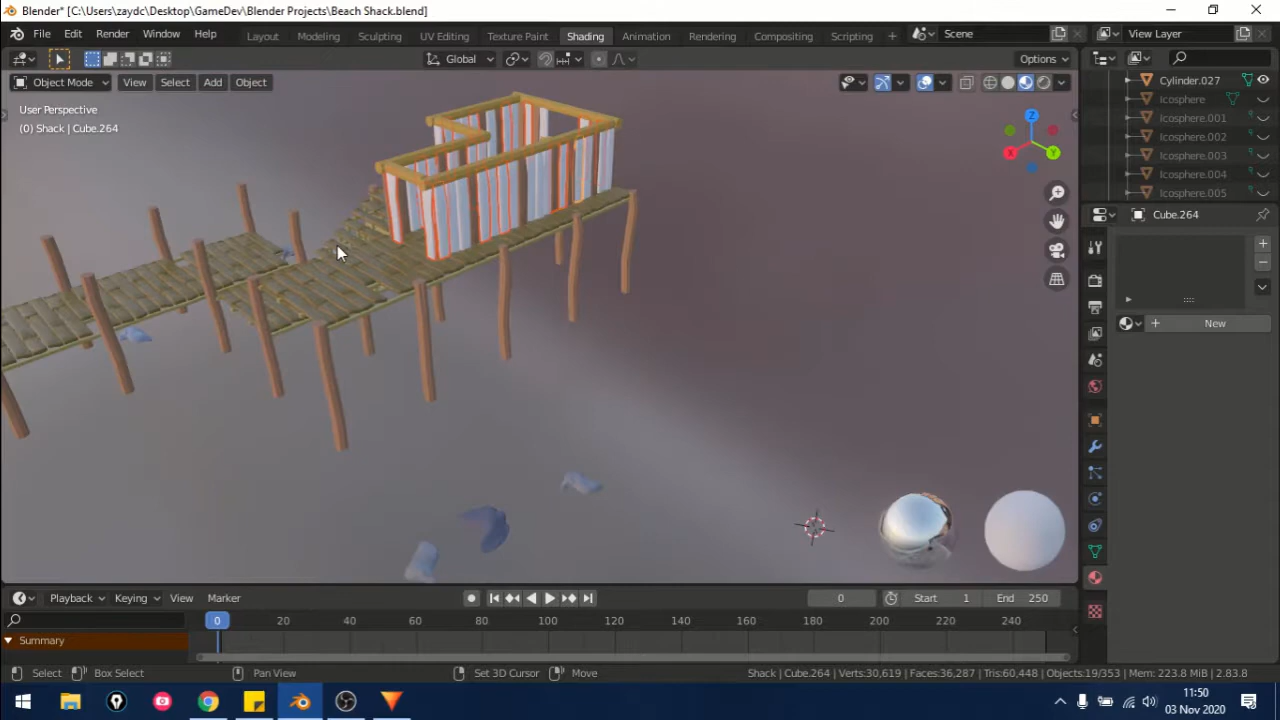 Blender* [C:\Users\zaydc\Desktop\GameDev\Blender Projects\Beach Shack.blend]
File Edit Render Window Help Layout Modeling Sculpting UV Editing Texture Paint Shading Animation Rendering Compositing Scripting + Scene View Layer
Global Options
Object Mode View Select Add Object
User Perspective
(0) Shack | Cube.264
Z
X
Y
Cylinder.027
Icosphere
Icosphere.001
Icosphere.002
Icosphere.003
Icosphere.004
Icosphere.005
Cube.264
New
Playback Keying View Marker 0 Start 1 End 250
0 20 40 60 80 100 120 140 160 180 200 220 240
Summary
Select Box Select Pan View Set 3D Cursor Move Shack | Cube.264 | Verts:30,619 | Faces:36,287 | Tris:60,448 | Objects:19/353 | Mem: 223.8 MiB | 2.83.8
11:50
03 Nov 2020